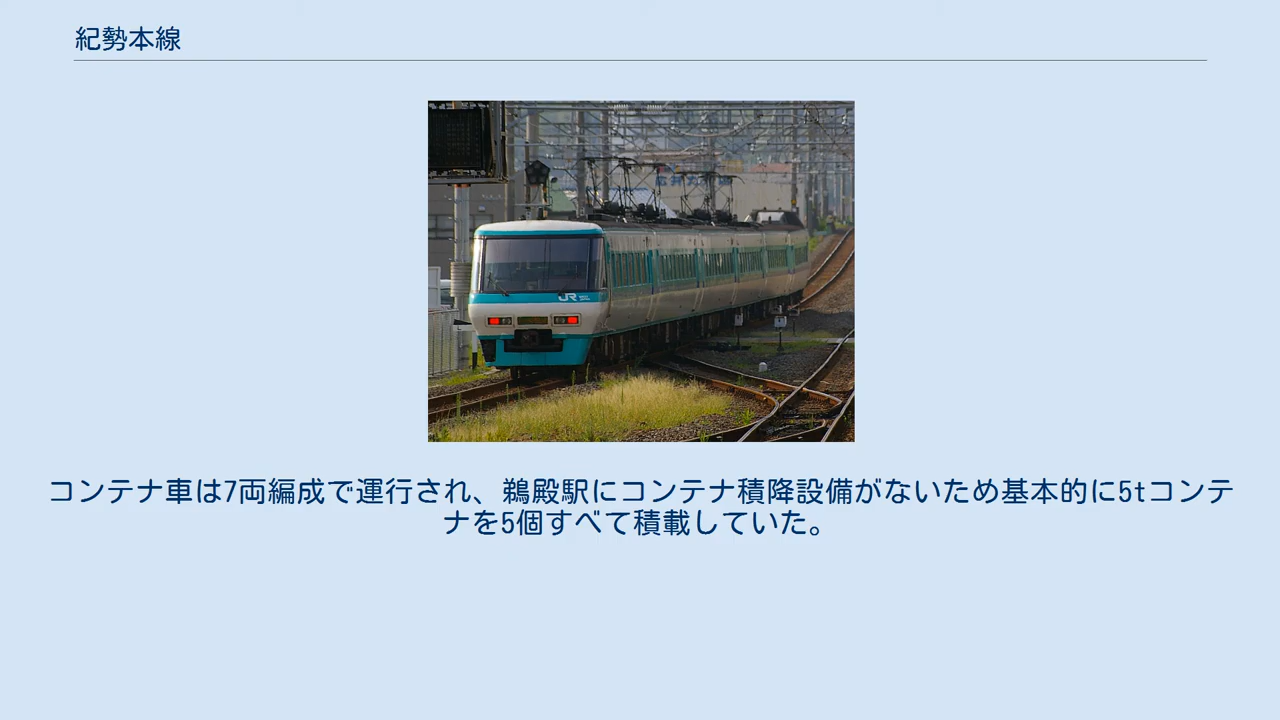 紀勢本線
JR
コンテナ車は7両編成で運行され、鵜殿駅にコンテナ積降設備がないため基本的に5tコンテ
ナを5個すべて積載していた。